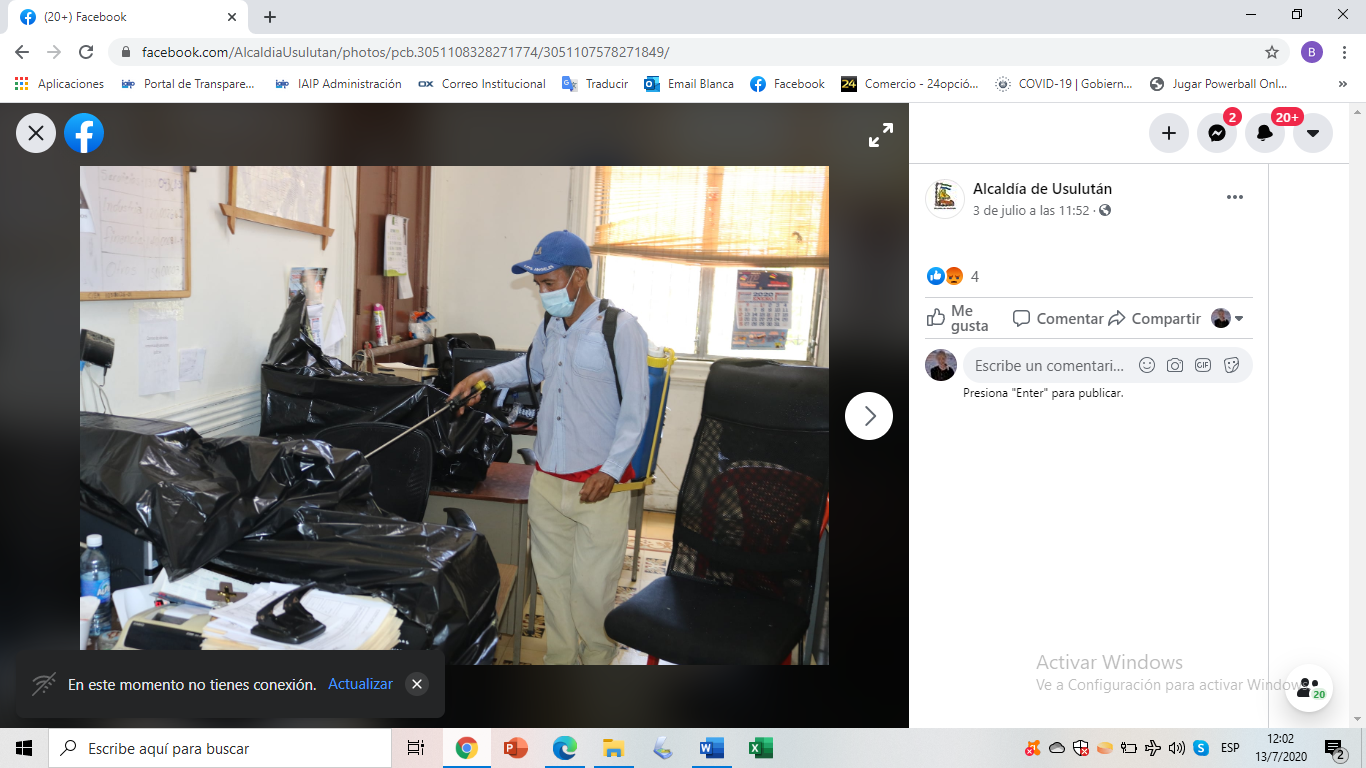 (20+) Facebook
facebook.com/AlcaldiaUsulutan/photos/pcb.3051108328271774/3051107578271849/
B
Aplicaciones
Portal de Transpare...
IAIP Administración
Correo Institucional
Traducir
Email Blanca
Facebook
24
Comercio - 24opció...
COVID-19 | Gobiern...
Jugar Powerball Onl...
2
20+
Alcaldía de Usulután
3 de julio a las 11:52 ·
4
Me gusta
Comentar
Compartir
Escribe un comentari...
GIF
Presiona "Enter" para publicar.
2020
En este momento no tienes conexión. Actualizar
Activar Windows
Ve a Configuración para activar Windows
20
Escribe aquí para buscar
ESP
12:02
13/7/2020
2